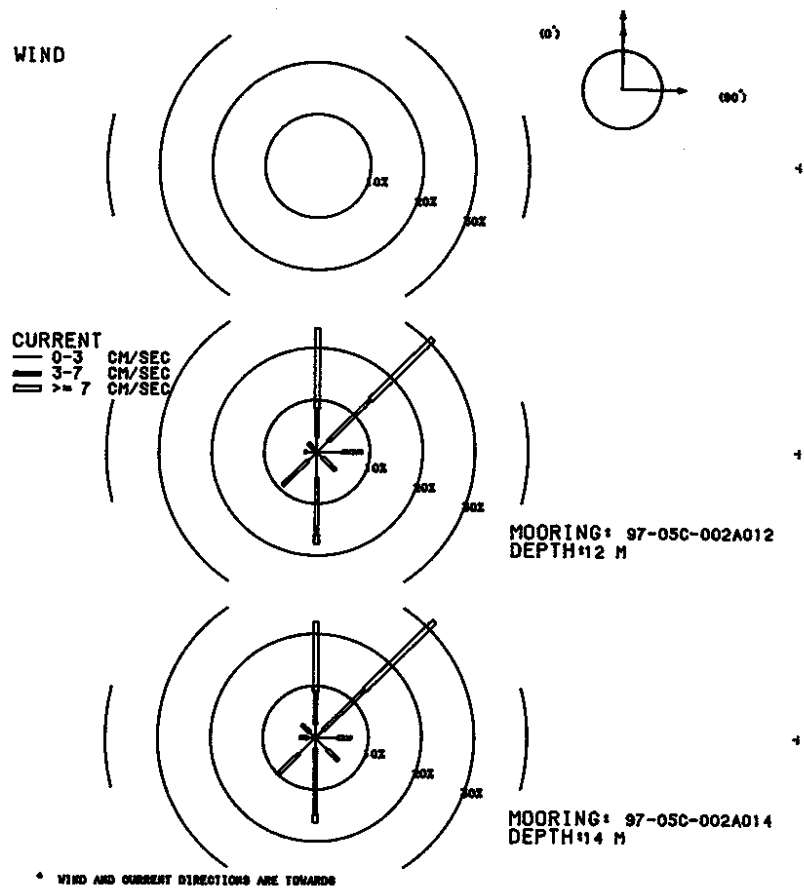 WIND
(0°)
(90°)
10%
20%
30%
CURRENT
0-3 CM/SEC
3-7 CM/SEC
>= 7 CM/SEC
10%
20%
30%
MOORING: 97-05C-002A012
DEPTH:12 M
10%
20%
30%
MOORING: 97-05C-002A014
DEPTH:14 M
* WIND AND CURRENT DIRECTIONS ARE TOWARDS